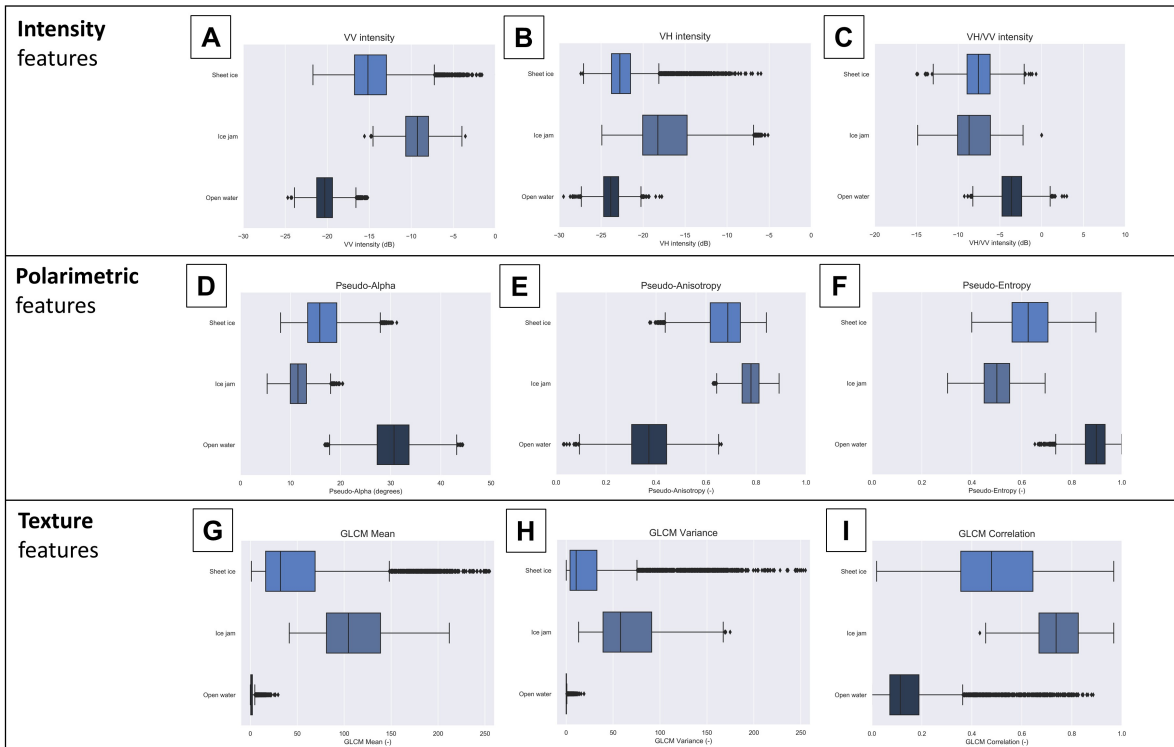 Intensity
features
A
VV intensity
Sheet ice
Ice jam
Open water
−30 −25 −20 −15 −10 −5 0
VV intensity (dB)
B
VH intensity
Sheet ice
Ice jam
Open water
−30 −25 −20 −15 −10 −5 0
VH intensity (dB)
C
VH/VV intensity
Sheet ice
Ice jam
Open water
−20 −15 −10 −5 0 5 10
VH/VV intensity (dB)
Polarimetric
features
D
Pseudo-Alpha
Sheet ice
Ice jam
Open water
0 10 20 30 40 50
Pseudo-Alpha (degrees)
E
Pseudo-Anisotropy
Sheet ice
Ice jam
Open water
0.0 0.2 0.4 0.6 0.8 1.0
Pseudo-Anisotropy (-)
F
Pseudo-Entropy
Sheet ice
Ice jam
Open water
0.0 0.2 0.4 0.6 0.8 1.0
Pseudo-Entropy (-)
Texture
features
G
GLCM Mean
Sheet ice
Ice jam
Open water
0 50 100 150 200 250
GLCM Mean (-)
H
GLCM Variance
Sheet ice
Ice jam
Open water
0 50 100 150 200 250
GLCM Variance (-)
I
GLCM Correlation
Sheet ice
Ice jam
Open water
0.0 0.2 0.4 0.6 0.8 1.0
GLCM Correlation (-)